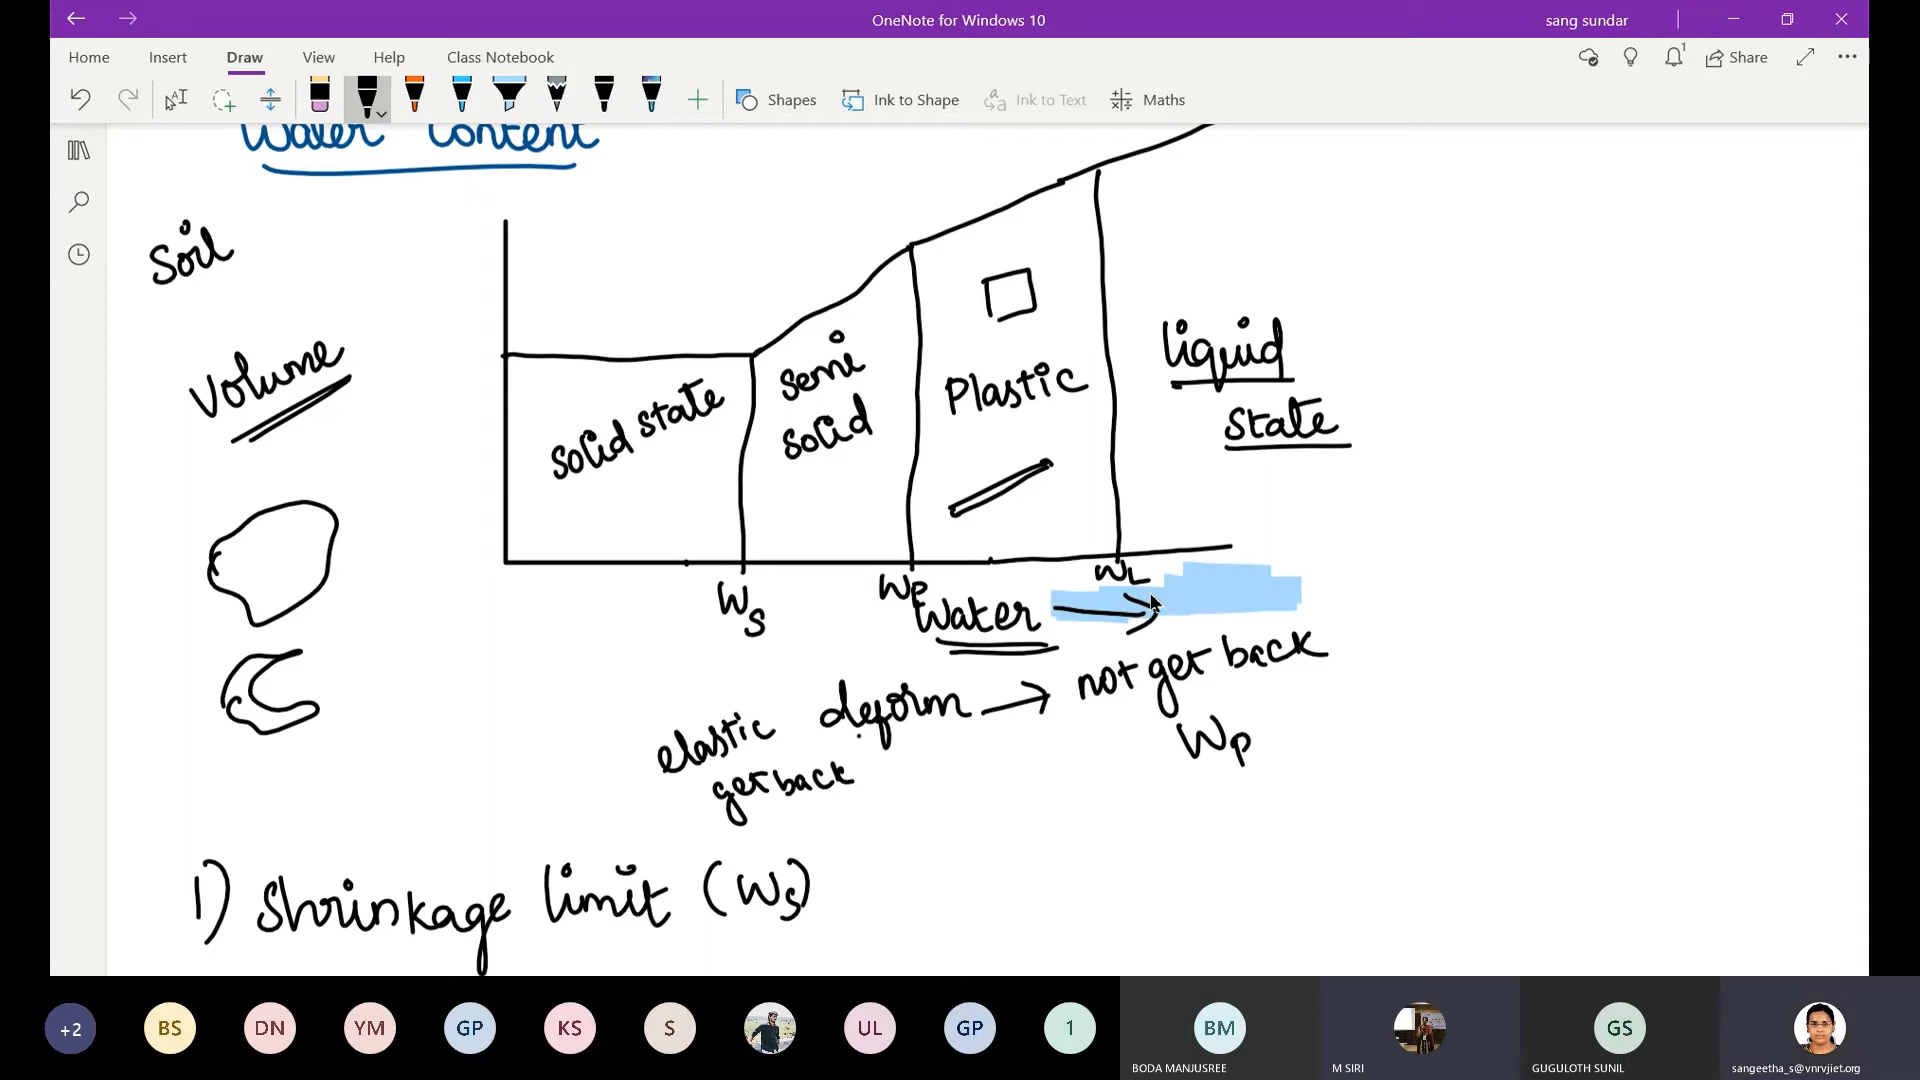 OneNote for Windows 10
sang sundar
Home Insert Draw View Help Class Notebook
1
Share
Shapes Ink to Shape Ink to Text Maths
Water Content
Soil
Volume
Solid state
Semi
Solid
Plastic
Liquid
State
Ws
Wp
WL
Water
elastic
get back
deform → not get back
Wp
1) Shrinkage limit (Ws)
+2 BS DN YM GP KS S UL GP 1 BM GS
BODA MANJUSREE
M SIRI
GUGULOTH SUNIL
sangeetha_s@vnrvjiet.org